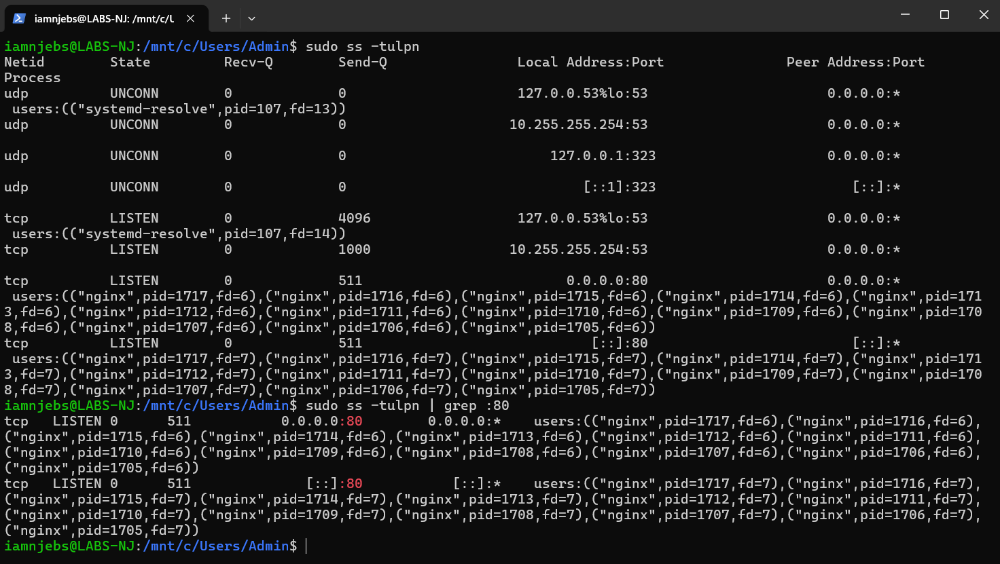 iamnjebs@LABS-NJ: /mnt/c/U
iamnjebs@LABS-NJ:/mnt/c/Users/Admin$ sudo ss -tulpn
Netid State Recv-Q Send-Q Local Address:Port Peer Address:Port
Process
udp UNCONN 0 0 127.0.0.53%lo:53 0.0.0.0:*
users:(("systemd-resolve",pid=107,fd=13))
udp UNCONN 0 0 10.255.255.254:53 0.0.0.0:*
udp UNCONN 0 0 127.0.0.1:323 0.0.0.0:*
udp UNCONN 0 0 [::1]:323 [::]:*
tcp LISTEN 0 4096 127.0.0.53%lo:53 0.0.0.0:*
users:(("systemd-resolve",pid=107,fd=14))
tcp LISTEN 0 1000 10.255.255.254:53 0.0.0.0:*
tcp LISTEN 0 511 0.0.0.0:80 0.0.0.0:*
users:(("nginx",pid=1717,fd=6),("nginx",pid=1716,fd=6),("nginx",pid=1715,fd=6),("nginx",pid=1714,fd=6),("nginx",pid=171
3,fd=6),("nginx",pid=1712,fd=6),("nginx",pid=1711,fd=6),("nginx",pid=1710,fd=6),("nginx",pid=1709,fd=6),("nginx",pid=170
8,fd=6),("nginx",pid=1707,fd=6),("nginx",pid=1706,fd=6),("nginx",pid=1705,fd=6))
tcp LISTEN 0 511 [::]:80 [::]:*
users:(("nginx",pid=1717,fd=7),("nginx",pid=1716,fd=7),("nginx",pid=1715,fd=7),("nginx",pid=1714,fd=7),("nginx",pid=171
3,fd=7),("nginx",pid=1712,fd=7),("nginx",pid=1711,fd=7),("nginx",pid=1710,fd=7),("nginx",pid=1709,fd=7),("nginx",pid=170
8,fd=7),("nginx",pid=1707,fd=7),("nginx",pid=1706,fd=7),("nginx",pid=1705,fd=7))
iamnjebs@LABS-NJ:/mnt/c/Users/Admin$ sudo ss -tulpn | grep :80
tcp LISTEN 0 511 0.0.0.0:80 0.0.0.0:* users:(("nginx",pid=1717,fd=6),("nginx",pid=1716,fd=6),
("nginx",pid=1715,fd=6),("nginx",pid=1714,fd=6),("nginx",pid=1713,fd=6),("nginx",pid=1712,fd=6),("nginx",pid=1711,fd=6),
("nginx",pid=1710,fd=6),("nginx",pid=1709,fd=6),("nginx",pid=1708,fd=6),("nginx",pid=1707,fd=6),("nginx",pid=1706,fd=6),
("nginx",pid=1705,fd=6))
tcp LISTEN 0 511 [::]:80 [::]:* users:(("nginx",pid=1717,fd=7),("nginx",pid=1716,fd=7),
("nginx",pid=1715,fd=7),("nginx",pid=1714,fd=7),("nginx",pid=1713,fd=7),("nginx",pid=1712,fd=7),("nginx",pid=1711,fd=7),
("nginx",pid=1710,fd=7),("nginx",pid=1709,fd=7),("nginx",pid=1708,fd=7),("nginx",pid=1707,fd=7),("nginx",pid=1706,fd=7),
("nginx",pid=1705,fd=7))
iamnjebs@LABS-NJ:/mnt/c/Users/Admin$